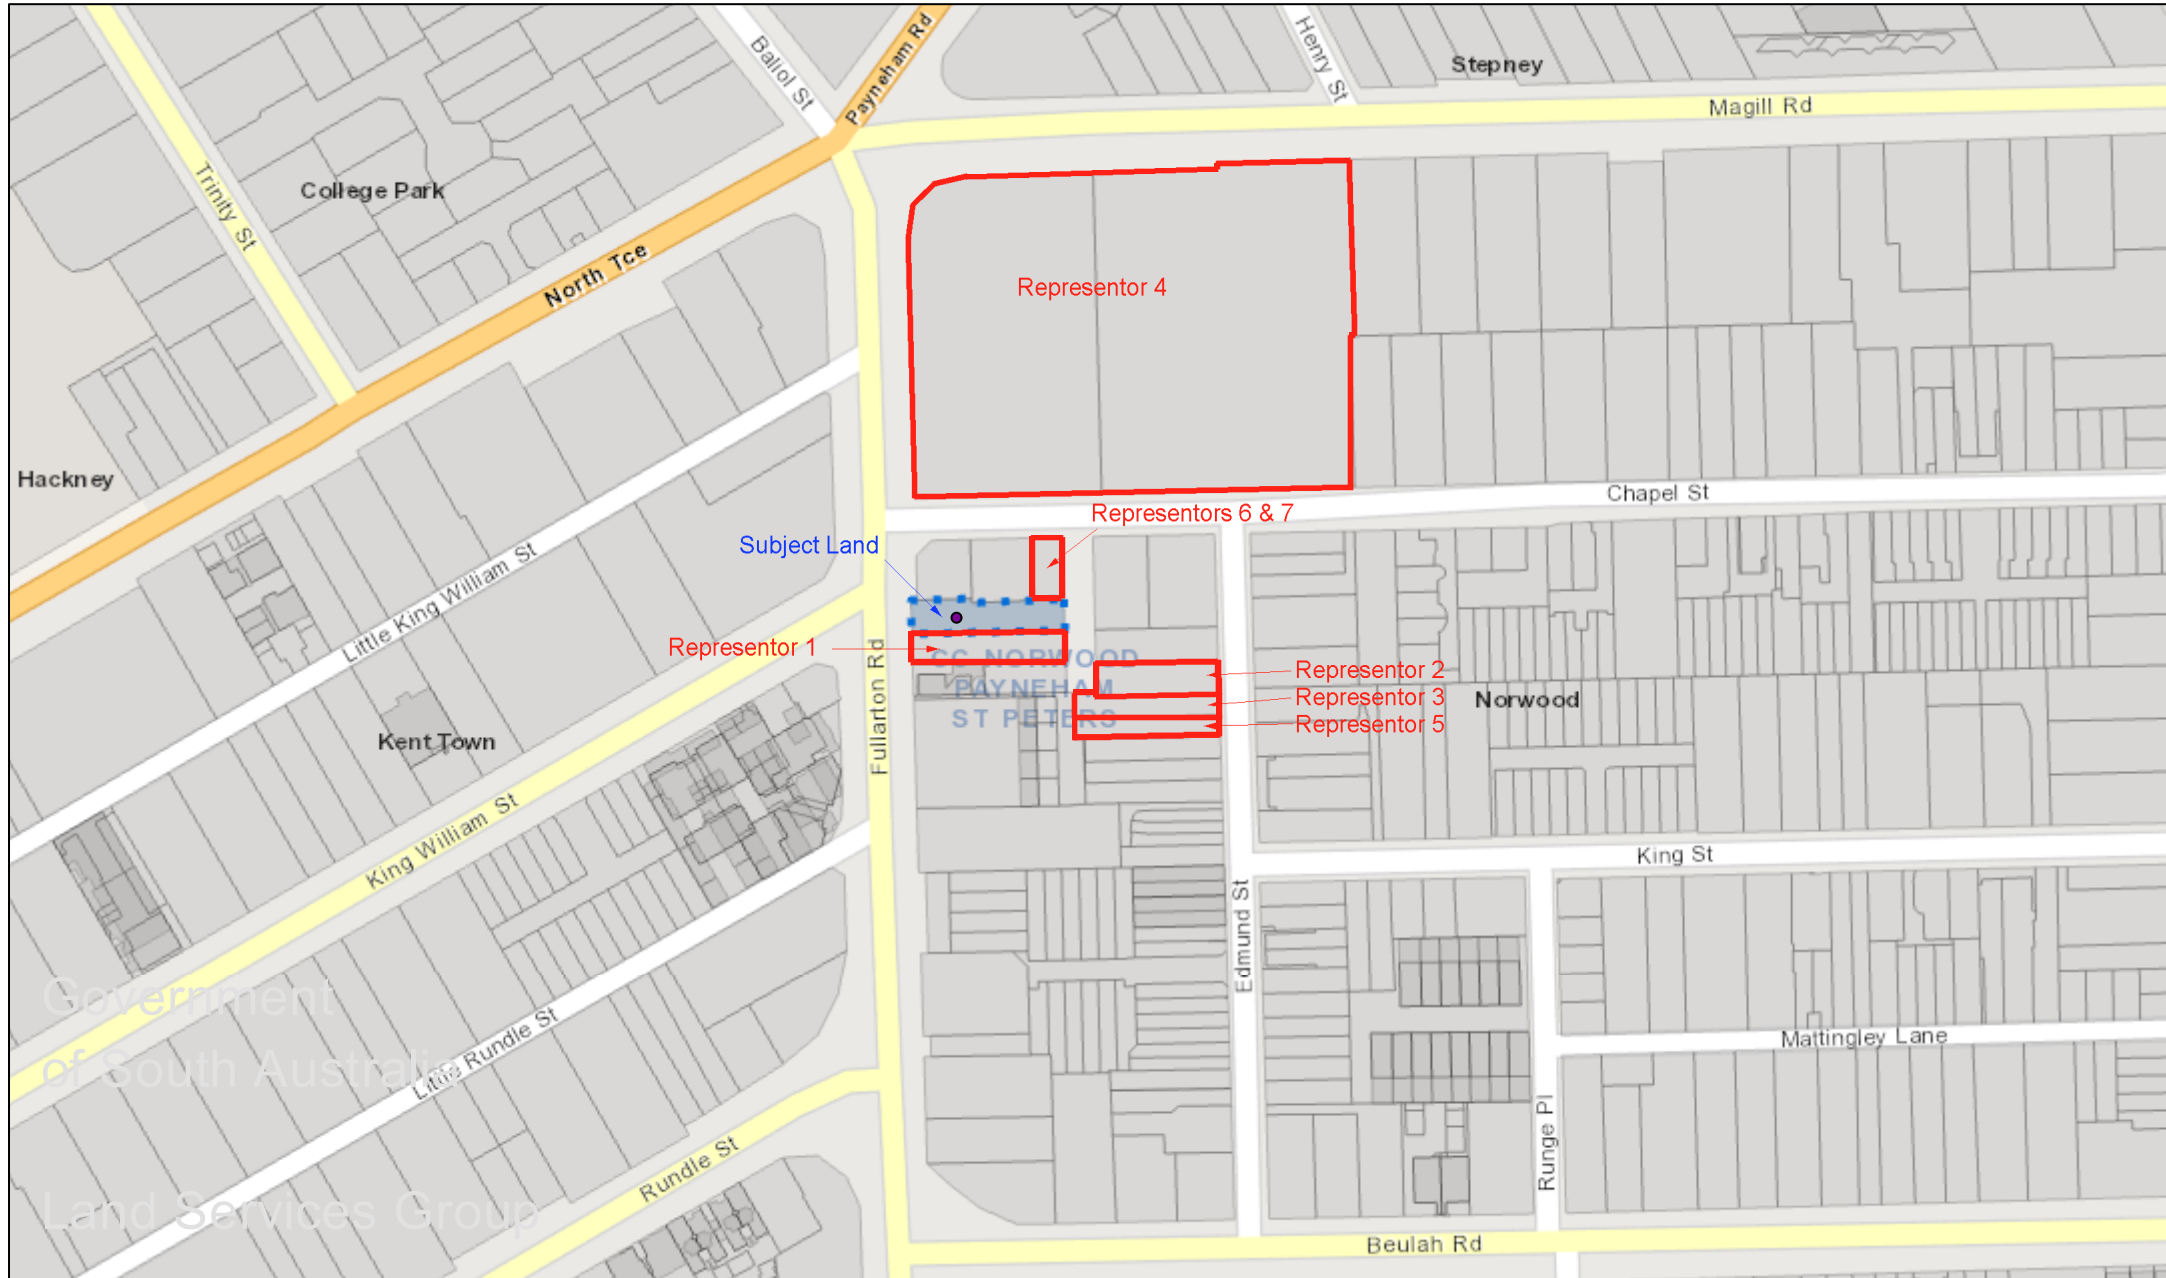 Baliol St
Payneham Rd
Henry St
Stepney
Magill Rd
Trinity St
College Park
North Tce
Representor 4
Hackney
Chapel St
Representors 6 & 7
Subject Land
Little King William St
Representor 1
Fullarton Rd
CC NORWOOD
PAYNEHAM
ST PETERS
Representor 2
Representor 3
Representor 5
Norwood
Kent Town
King William St
King St
Edmund St
Government
of South Australia
Little Rundle St
Mattingley Lane
Runge Pl
Rundle St
Land Services Group
Beulah Rd